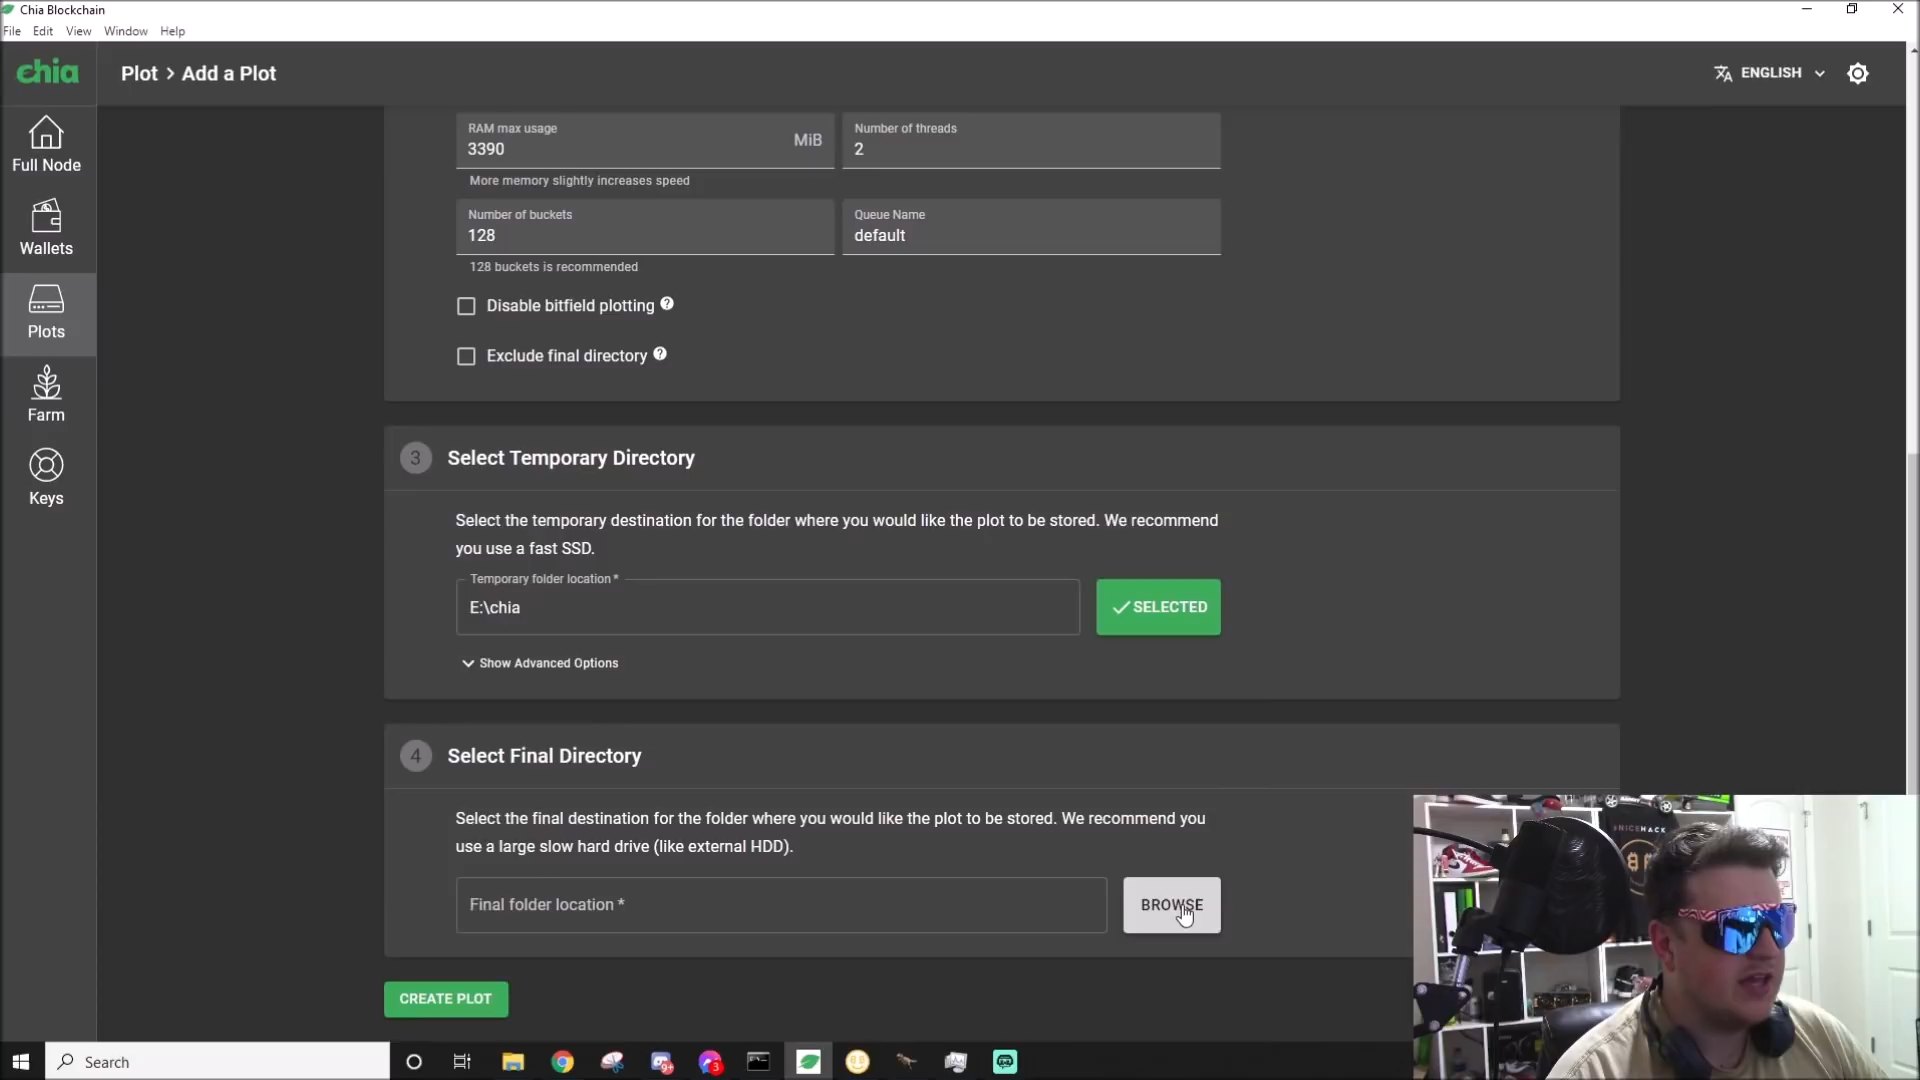 Chia Blockchain
File Edit View Window Help
chia
Plot > Add a Plot
ENGLISH
Full Node
Wallets
Plots
Farm
Keys
RAM max usage
3390
MiB
Number of threads
2
More memory slightly increases speed
Number of buckets
128
Queue Name
default
128 buckets is recommended
Disable bitfield plotting
Exclude final directory
3 Select Temporary Directory
Select the temporary destination for the folder where you would like the plot to be stored. We recommend
you use a fast SSD.
Temporary folder location *
E:\chia
SELECTED
Show Advanced Options
4 Select Final Directory
Select the final destination for the folder where you would like the plot to be stored. We recommend you
use a large slow hard drive (like external HDD).
Final folder location *
BROWSE
CREATE PLOT
#NICEHACK
Search
9+
3